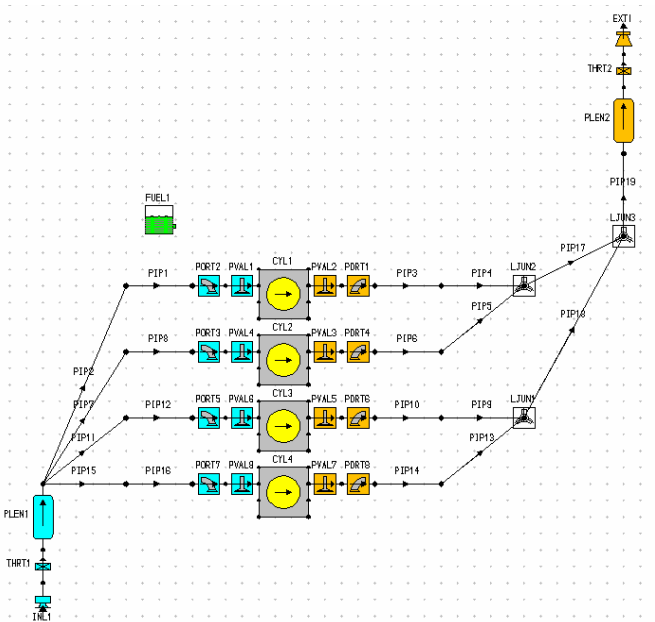 EXT1
THRT2
PLEN2
PIP19
FUEL1
LJUN3
PIP17
CYL1
PORT2 PVAL1 PVAL2 PORT1
PIP1 PIP3 PIP4 LJUN2
PIP5
PIP18
CYL2
PORT3 PVAL4 PVAL3 PORT4
PIP8 PIP6
PIP2
CYL3
PIP7 PORT5 PVAL6 PVAL5 PORT6
PIP12 PIP10 PIP9 LJUN1
PIP11 PIP13
CYL4
PIP15 PIP16 PORT7 PVAL8 PVAL7 PORT8 PIP14
PLEN1
THRT1
INL1